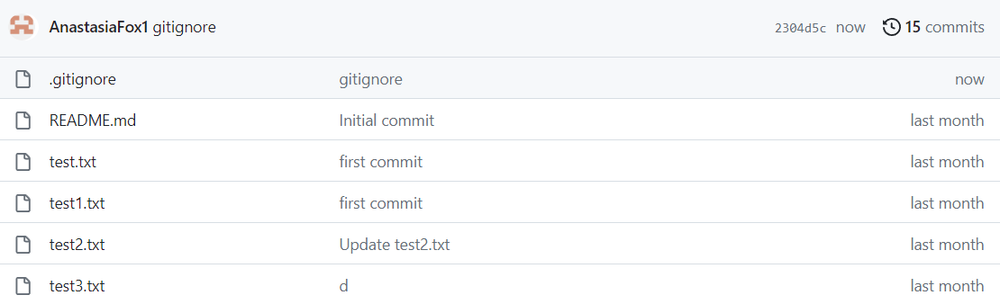 AnastasiaFox1 gitignore 2304d5c now 15 commits
.gitignore gitignore now
README.md Initial commit last month
test.txt first commit last month
test1.txt first commit last month
test2.txt Update test2.txt last month
test3.txt d last month